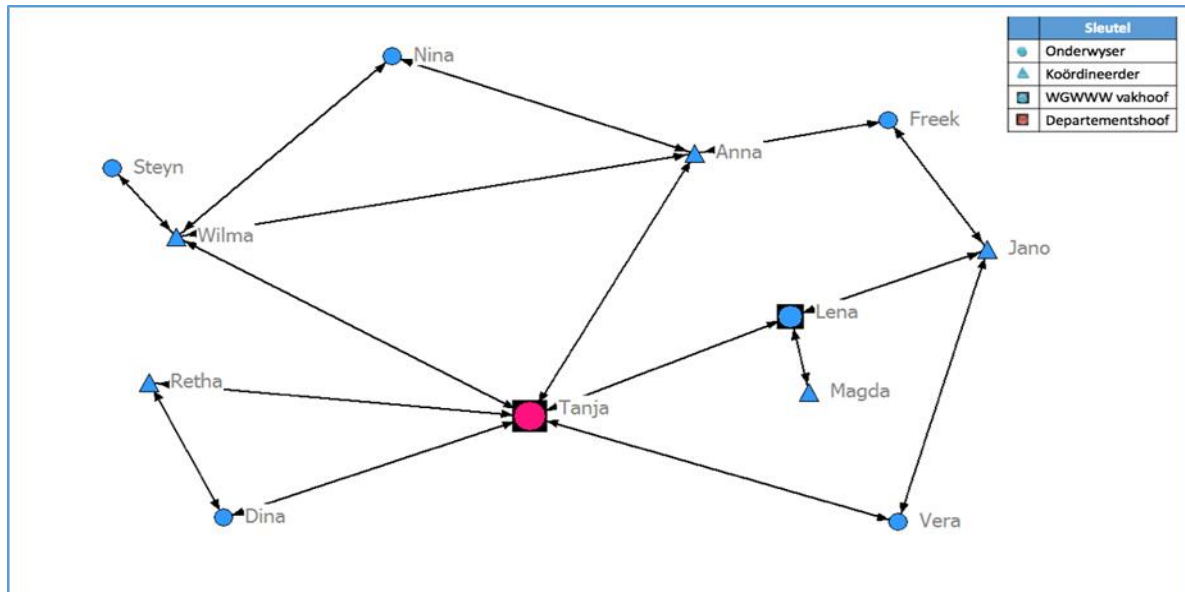 Sleutel
Onderwyser
Koördineerder
WGWWW vakhoof
Departementshoof
Nina
Freek
Anna
Steyn
Wilma
Jano
Lena
Retha
Magda
Tanja
Dina
Vera